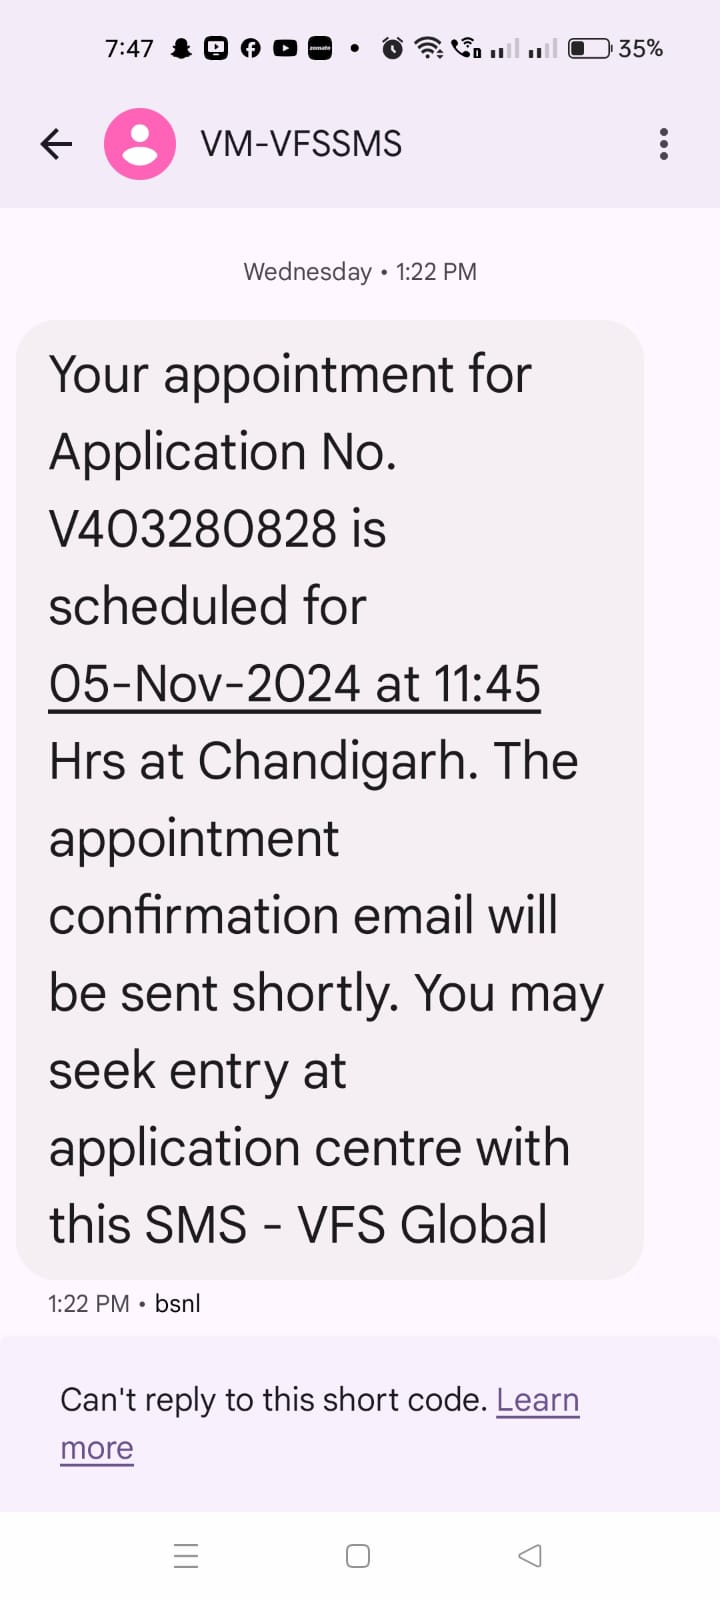 7:47
zomato
35%
VM-VFSSMS
Wednesday • 1:22 PM
Your appointment for
Application No.
V403280828 is
scheduled for
05-Nov-2024 at 11:45
Hrs at Chandigarh. The
appointment
confirmation email will
be sent shortly. You may
seek entry at
application centre with
this SMS - VFS Global
1:22 PM • bsnl
Can't reply to this short code. Learn
more